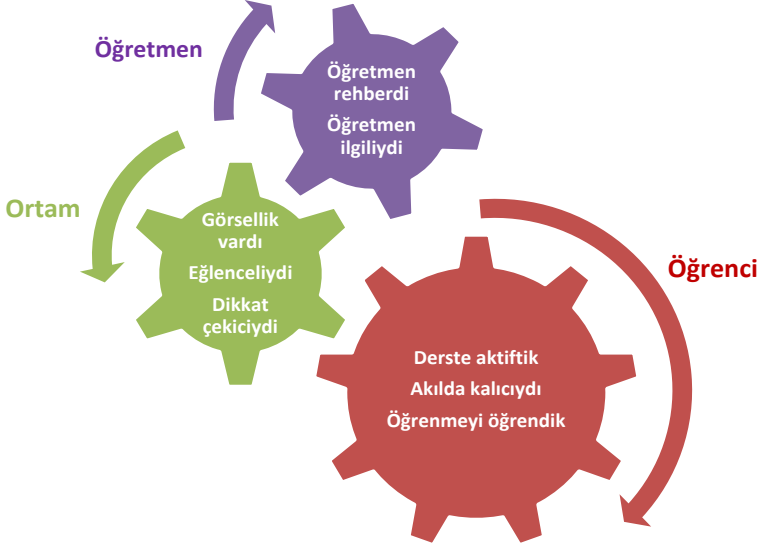 Öğretmen
Öğretmen
rehberdi
Öğretmen
ilgiliydi
Ortam
Görsellik
vardı
Eğlenceliydi
Dikkat
çekiciydi
Öğrenci
Derste aktiftik
Akılda kalıcıydı
Öğrenmeyi öğrendik